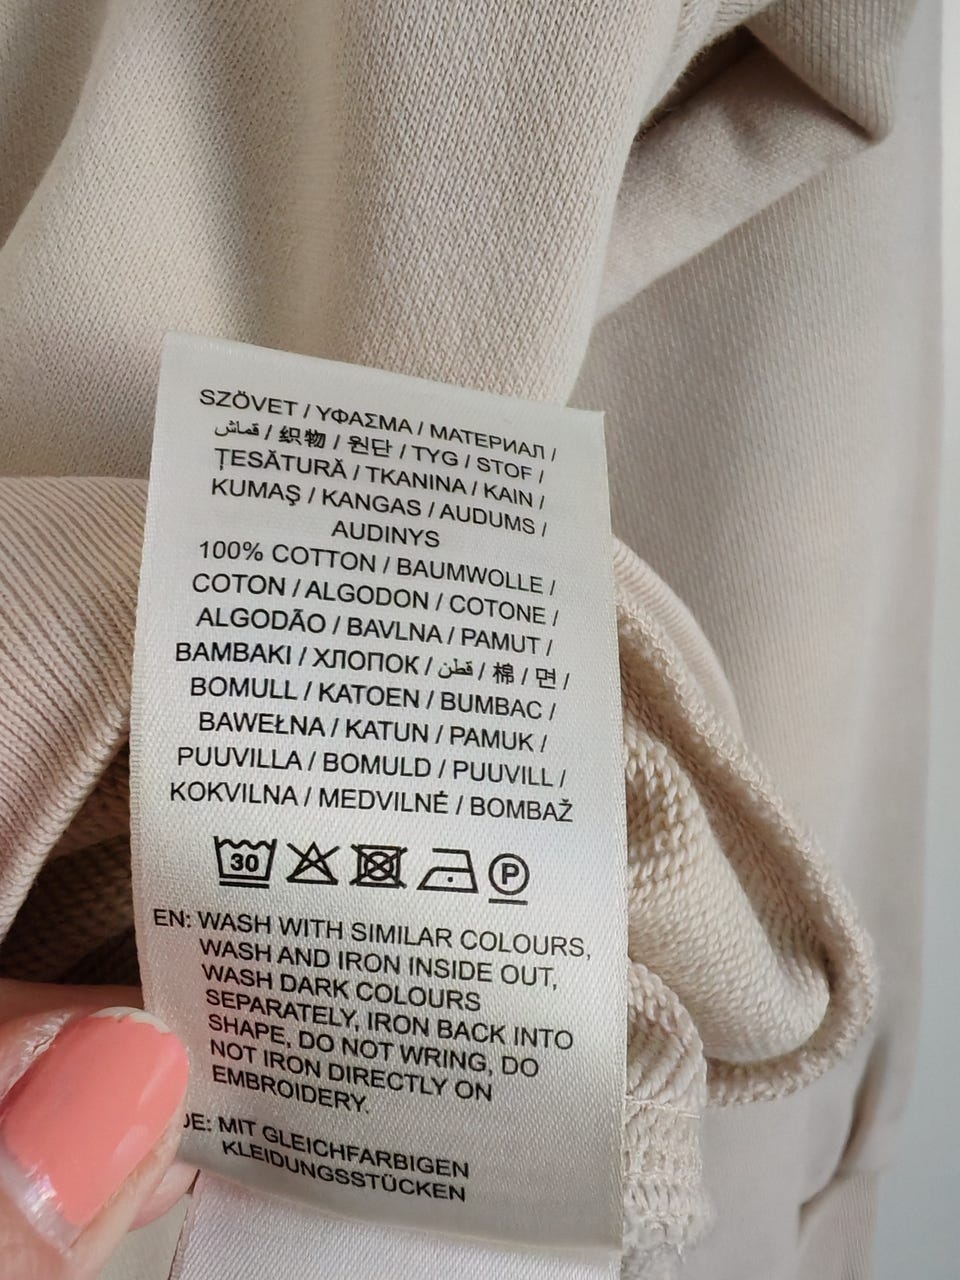 SZÖVET / ΥΦΑΣΜΑ / МАТЕРИАЛ /
قماش / 织物 / 원단 / TYG / STOF /
ȚESĂTURĂ / TKANINA / KAIN /
KUMAŞ / KANGAS / AUDUMS /
AUDINYS
100% COTTON / BAUMWOLLE /
COTON / ALGODON / COTONE /
ALGODÃO / BAVLNA / PAMUT /
BAMBAKI / ХЛОПОК / قطن / 棉 / 면 /
BOMULL / KATOEN / BUMBAC /
BAWEŁNA / KATUN / PAMUK /
PUUVILLA / BOMULD / PUUVILL /
KOKVILNA / MEDVILNĖ / BOMBAŽ
30 P
EN: WASH WITH SIMILAR COLOURS,
WASH AND IRON INSIDE OUT,
WASH DARK COLOURS
SEPARATELY, IRON BACK INTO
SHAPE, DO NOT WRING, DO
NOT IRON DIRECTLY ON
EMBROIDERY.
DE: MIT GLEICHFARBIGEN
KLEIDUNGSSTÜCKEN